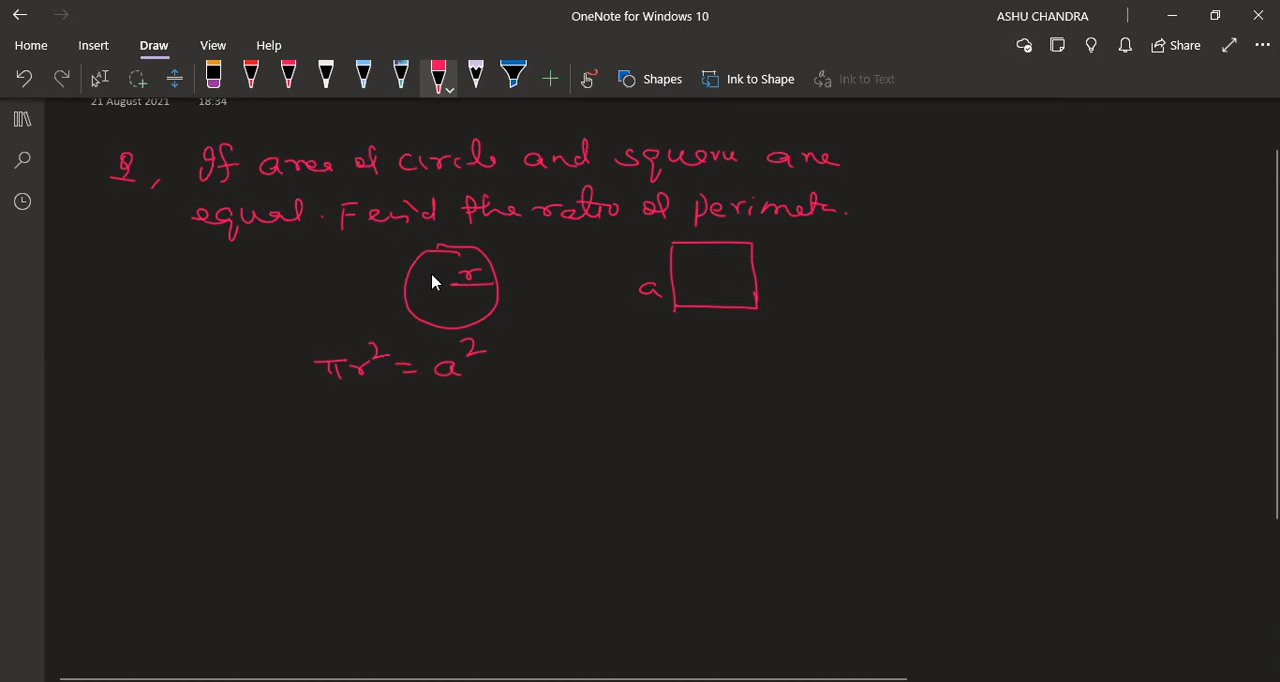 OneNote for Windows 10
ASHU CHANDRA
Home Insert Draw View Help
Share
Shapes Ink to Shape Ink to Text
21 August 2021 18:34
Q, If area of circle and square are
equal. Find the ratio of perimeter.
r
a
πr² = a²